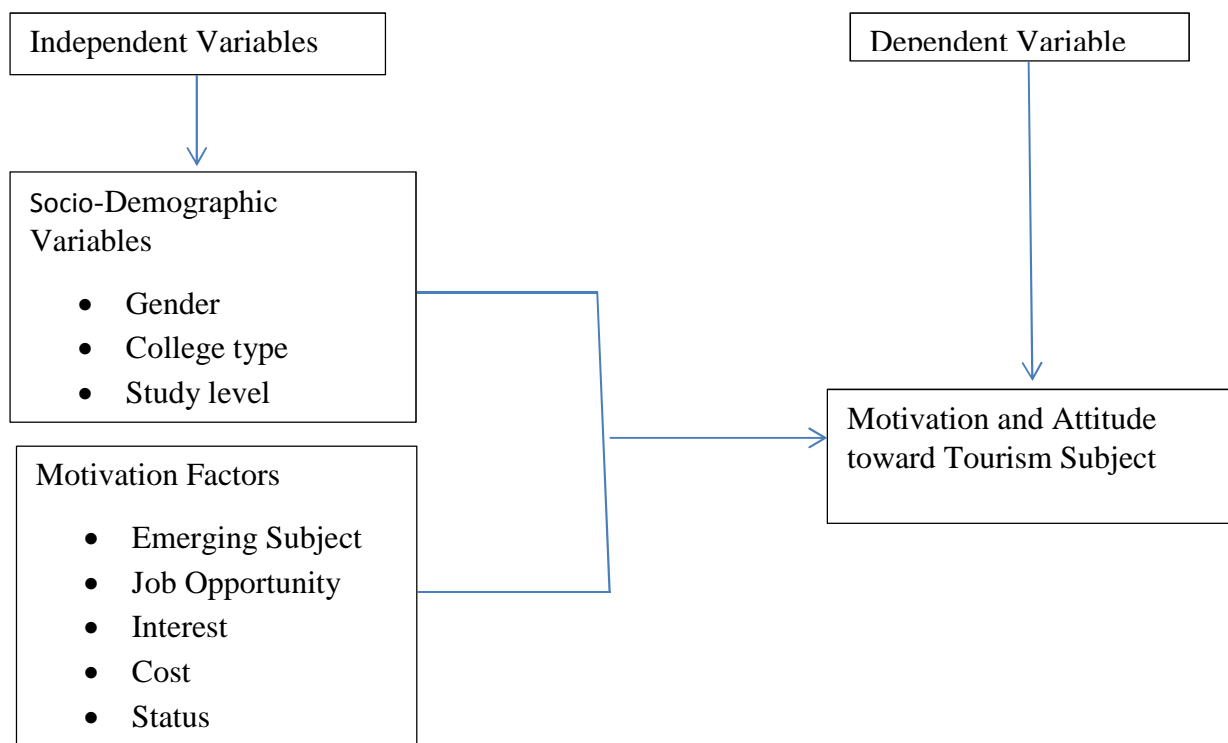 Independent Variables
Dependent Variable
Socio-Demographic
Variables
• Gender
• College type
• Study level
Motivation Factors
• Emerging Subject
• Job Opportunity
• Interest
• Cost
• Status
Motivation and Attitude
toward Tourism Subject